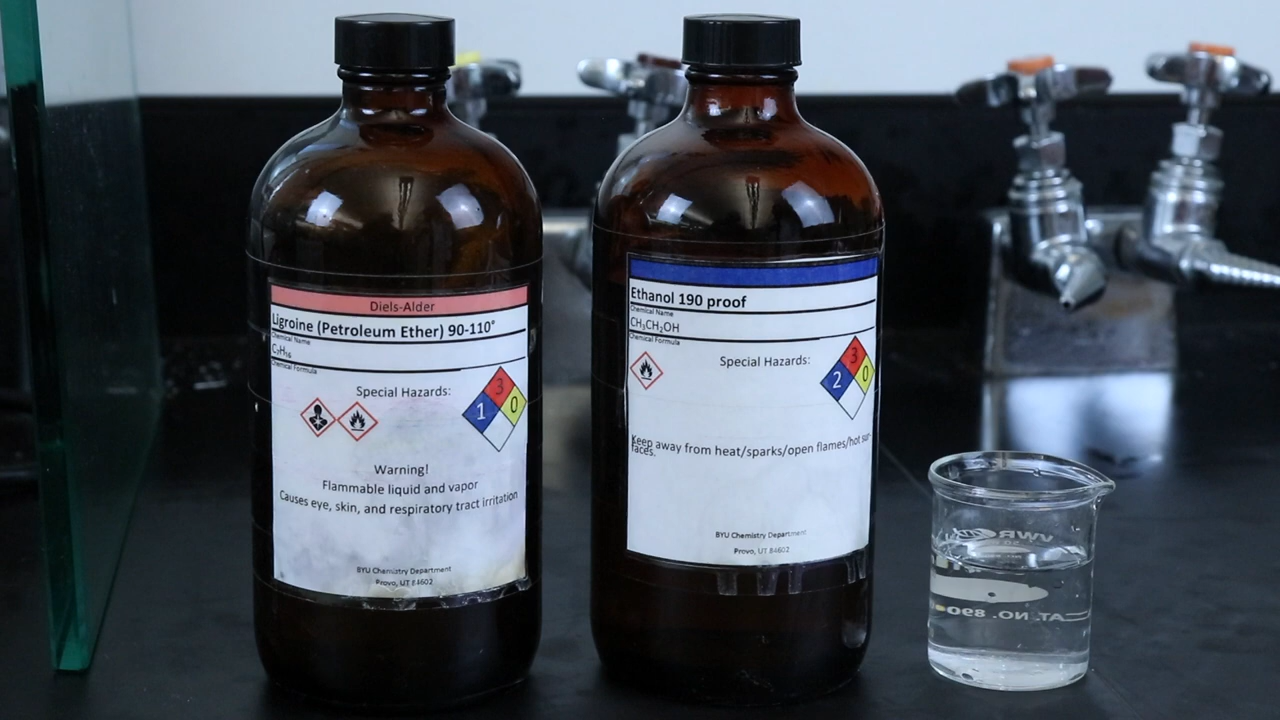 Diels-Alder
Ligroine (Petroleum Ether) 90-110°
Chemical Name
C₇H₁₆
Chemical Formula
Special Hazards:
3
1
0
Warning!
Flammable liquid and vapor
Causes eye, skin, and respiratory tract irritation
BYU Chemistry Department
Provo, UT 84602
Ethanol 190 proof
Chemical Name
CH₃CH₂OH
Chemical Formula
Special Hazards:
3
2
0
Keep away from heat/sparks/open flames/hot sur-
faces.
BYU Chemistry Department
Provo, UT 84602
VWR
AT. NO. 890